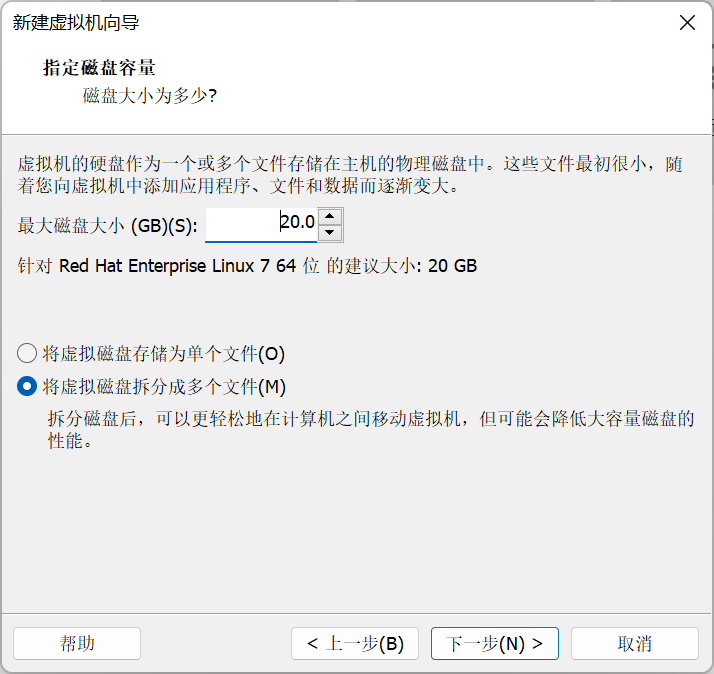 新建虚拟机向导
指定磁盘容量
磁盘大小为多少?
虚拟机的硬盘作为一个或多个文件存储在主机的物理磁盘中。这些文件最初很小，随
着您向虚拟机中添加应用程序、文件和数据而逐渐变大。
最大磁盘大小 (GB)(S): 20.0
针对 Red Hat Enterprise Linux 7 64 位 的建议大小: 20 GB
将虚拟磁盘存储为单个文件(O)
将虚拟磁盘拆分成多个文件(M)
拆分磁盘后，可以更轻松地在计算机之间移动虚拟机，但可能会降低大容量磁盘的
性能。
帮助 < 上一步(B) 下一步(N) > 取消